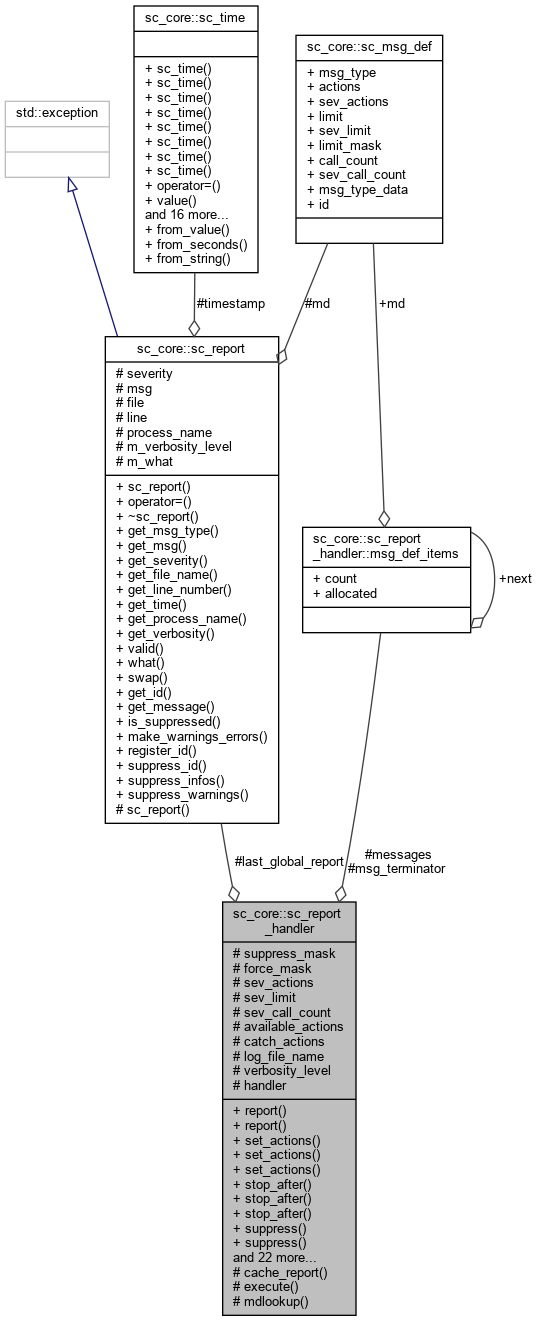 sc_core::sc_time
+ sc_time()
+ sc_time()
+ sc_time()
+ sc_time()
+ sc_time()
+ sc_time()
+ sc_time()
+ sc_time()
+ operator=()
+ value()
and 16 more...
+ from_value()
+ from_seconds()
+ from_string()
sc_core::sc_msg_def
+ msg_type
+ actions
+ sev_actions
+ limit
+ sev_limit
+ limit_mask
+ call_count
+ sev_call_count
+ msg_type_data
+ id
std::exception
#timestamp
#md
+md
sc_core::sc_report
# severity
# msg
# file
# line
# process_name
# m_verbosity_level
# m_what
+ sc_report()
+ operator=()
+ ~sc_report()
+ get_msg_type()
+ get_msg()
+ get_severity()
+ get_file_name()
+ get_line_number()
+ get_time()
+ get_process_name()
+ get_verbosity()
+ valid()
+ what()
+ swap()
+ get_id()
+ get_message()
+ is_suppressed()
+ make_warnings_errors()
+ register_id()
+ suppress_id()
+ suppress_infos()
+ suppress_warnings()
# sc_report()
sc_core::sc_report
_handler::msg_def_items
+ count
+ allocated
+next
#last_global_report
#messages
#msg_terminator
sc_core::sc_report
_handler
# suppress_mask
# force_mask
# sev_actions
# sev_limit
# sev_call_count
# available_actions
# catch_actions
# log_file_name
# verbosity_level
# handler
+ report()
+ report()
+ set_actions()
+ set_actions()
+ set_actions()
+ stop_after()
+ stop_after()
+ stop_after()
+ suppress()
+ suppress()
and 22 more...
# cache_report()
# execute()
# mdlookup()